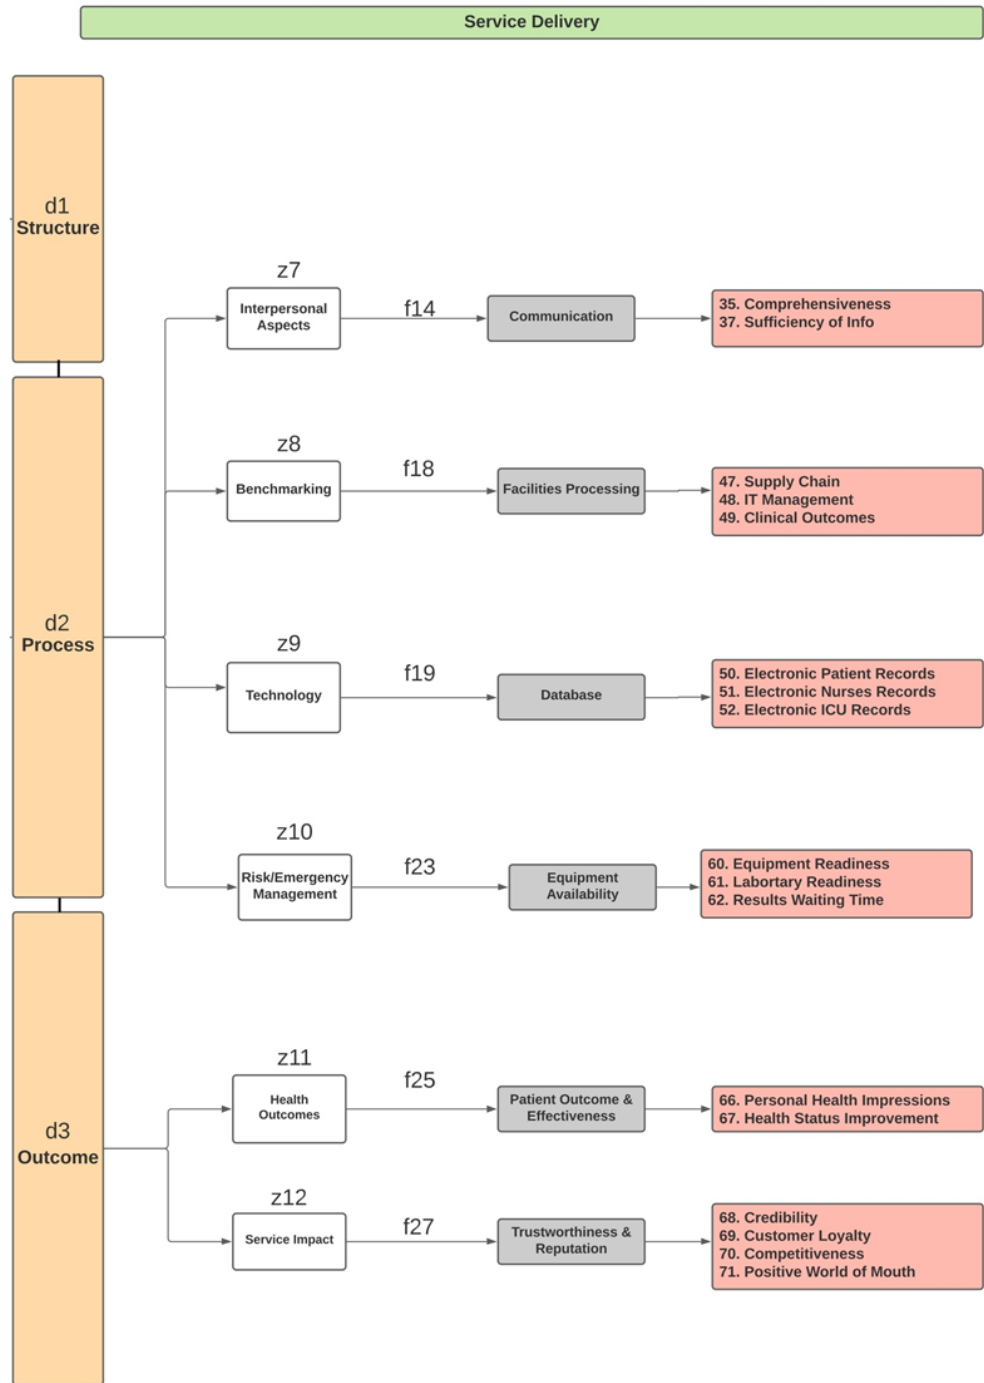 Service Delivery
d1
Structure
z7
Interpersonal
Aspects
f14
Communication
35. Comprehensiveness
37. Sufficiency of Info
z8
Benchmarking
f18
Facilities Processing
47. Supply Chain
48. IT Management
49. Clinical Outcomes
d2
Process
z9
Technology
f19
Database
50. Electronic Patient Records
51. Electronic Nurses Records
52. Electronic ICU Records
z10
Risk/Emergency
Management
f23
Equipment
Availability
60. Equipment Readiness
61. Labortary Readiness
62. Results Waiting Time
d3
Outcome
z11
Health
Outcomes
f25
Patient Outcome &
Effectiveness
66. Personal Health Impressions
67. Health Status Improvement
z12
Service Impact
f27
Trustworthiness &
Reputation
68. Credibility
69. Customer Loyalty
70. Competitiveness
71. Positive World of Mouth